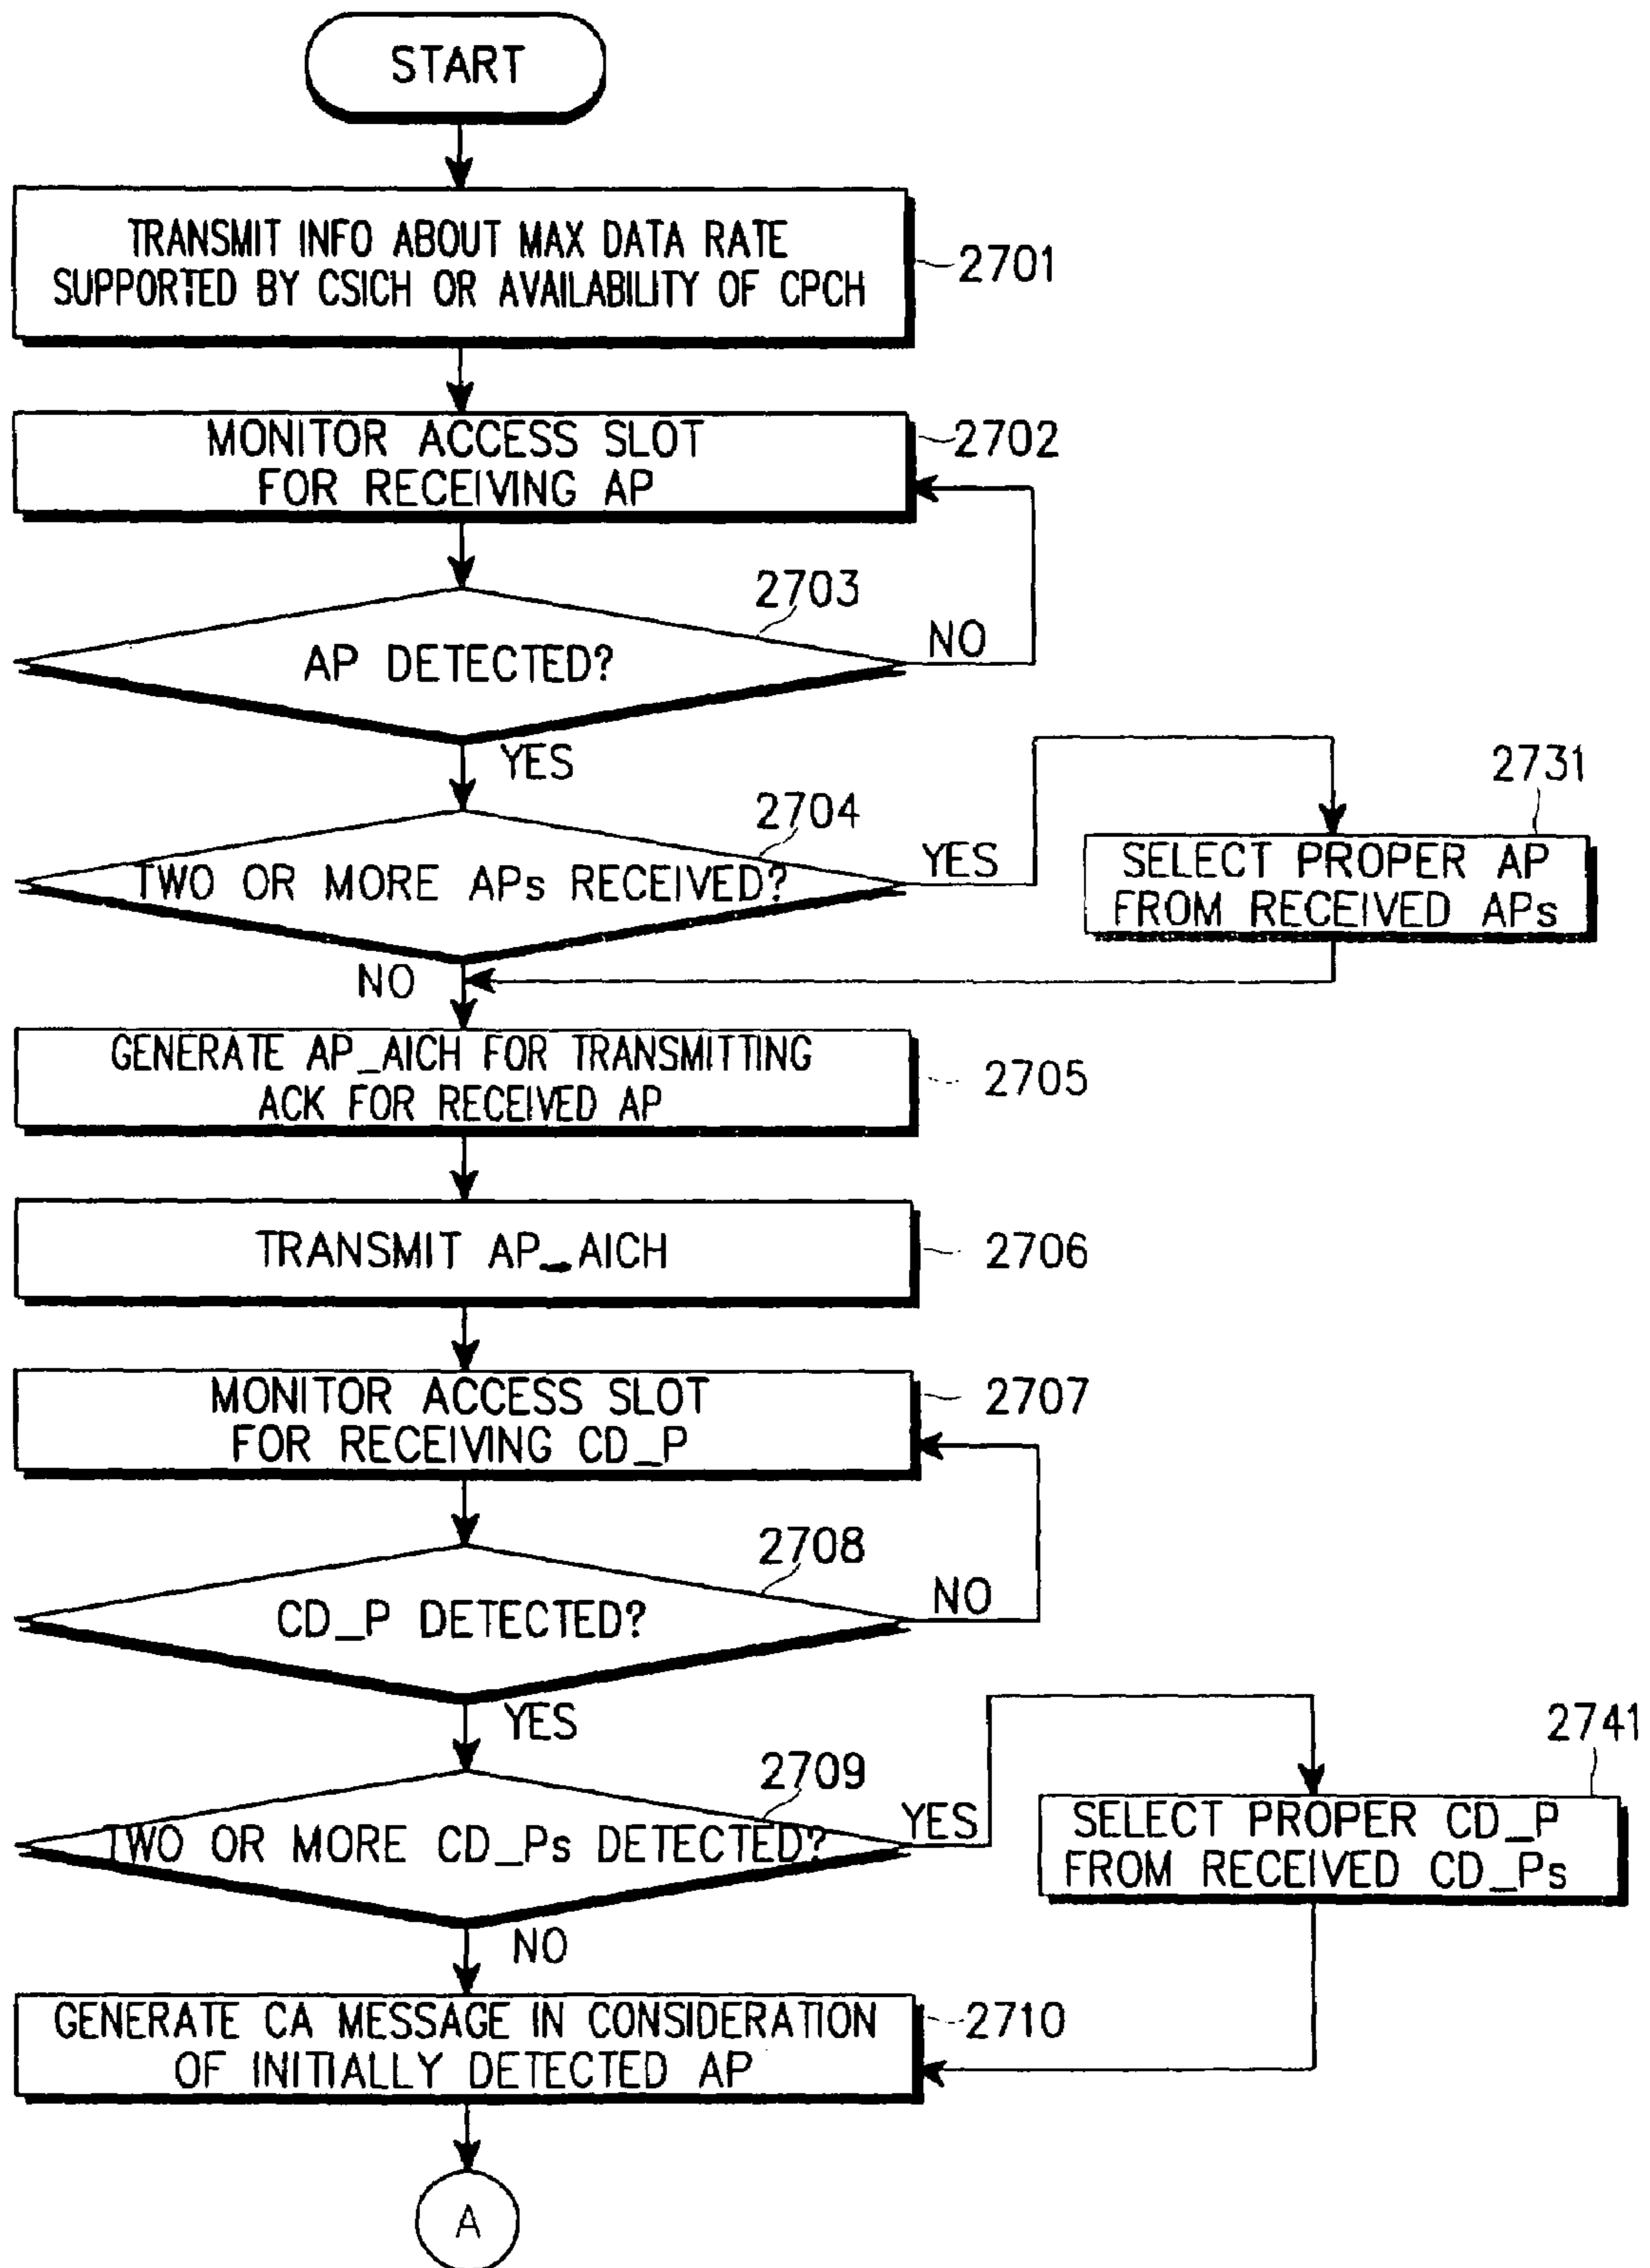 START
TRANSMIT INFO ABOUT MAX DATA RATE
SUPPORTED BY CSICH OR AVAILABILITY OF CPCH
2701
MONITOR ACCESS SLOT
FOR RECEIVING AP
2702
2703
AP DETECTED?
NO
YES
2704
TWO OR MORE APs RECEIVED?
YES
2731
SELECT PROPER AP
FROM RECEIVED APs
NO
GENERATE AP_AICH FOR TRANSMITTING
ACK FOR RECEIVED AP
2705
TRANSMIT AP_AICH
2706
MONITOR ACCESS SLOT
FOR RECEIVING CD_P
2707
2708
CD_P DETECTED?
NO
YES
2709
TWO OR MORE CD_Ps DETECTED?
YES
2741
SELECT PROPER CD_P
FROM RECEIVED CD_Ps
NO
GENERATE CA MESSAGE IN CONSIDERATION
OF INITIALLY DETECTED AP
2710
A